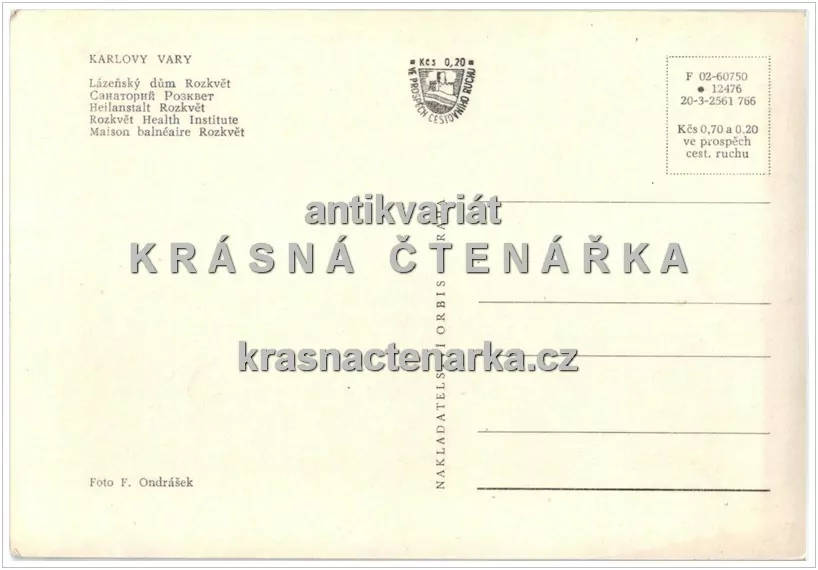 KARLOVY VARY
Lázeňský dům Rozkvět
Санаторий Розквет
Heilanstalt Rozkvět
Rozkvět Health Institute
Maison balnéaire Rozkvět
Kčs 0,20
VE PROSPĚCH CESTOVNÍHO RUCHU
F 02-60750
● 12476
20-3-2561 766
Kčs 0,70 a 0.20
ve prospěch
cest. ruchu
antikvariát
KRÁSNÁ ČTENÁŘKA
krasnactenarka.cz
NAKLADATELSTVÍ ORBIS PRAHA
Foto F. Ondrášek